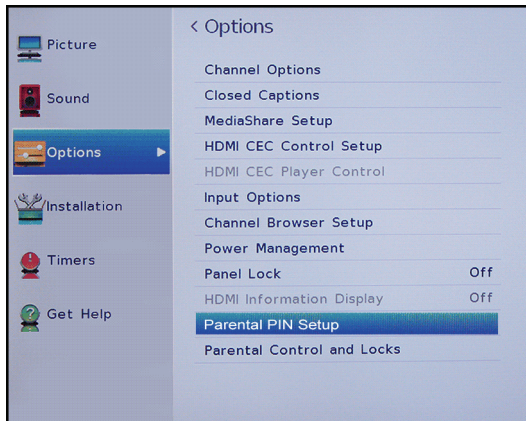 Picture
Sound
Options
Installation
Timers
Get Help
< Options
Channel Options
Closed Captions
MediaShare Setup
HDMI CEC Control Setup
HDMI CEC Player Control
Input Options
Channel Browser Setup
Power Management
Panel Lock Off
HDMI Information Display Off
Parental PIN Setup
Parental Control and Locks